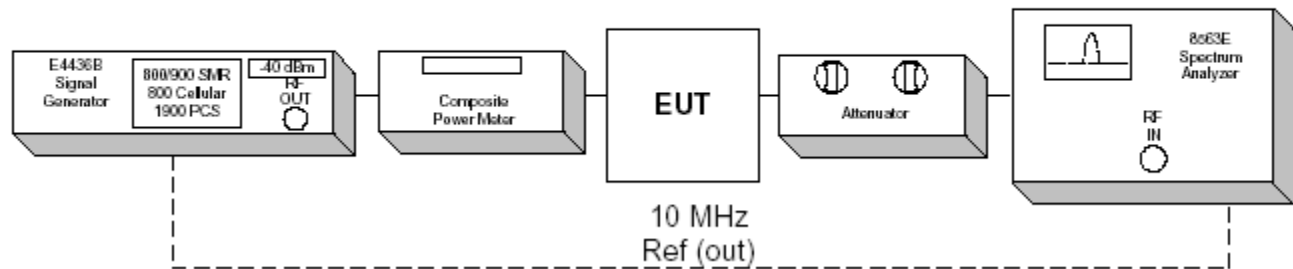 E4436B
Signal
Generator
800/900 SMR
800 Cellular
1900 PCS
-40 dBm
RF
OUT
Composite
Power Meter
EUT
Attenuator
8563E
Spectrum
Analyzer
RF
IN
10 MHz
Ref (out)